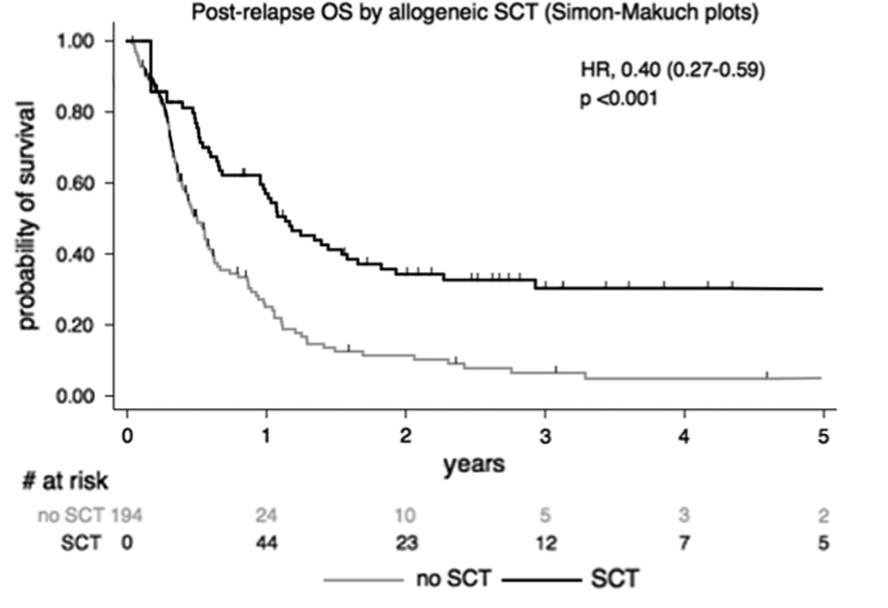 Post-relapse OS by allogeneic SCT (Simon-Makuch plots)
HR, 0.40 (0.27-0.59)
p <0.001
probability of survival
1.00
0.80
0.60
0.40
0.20
0.00
0 1 2 3 4 5
years
# at risk
no SCT 194 24 10 5 3 2
SCT 0 44 23 12 7 5
no SCT SCT